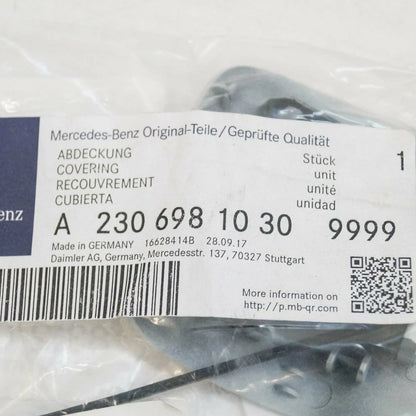 Mercedes-Benz Original-Teile/Geprüfte Qualität
ABDECKUNG
COVERING
RECOUVREMENT
CUBIERTA
Stück 1
unit
unité
unidad
enz
A 230 698 10 30 9999
Made in GERMANY 16628414B 28.09.17
Daimler AG, Germany, Mercedesstr. 137, 70327 Stuttgart
More information on
http://p.mb-qr.com